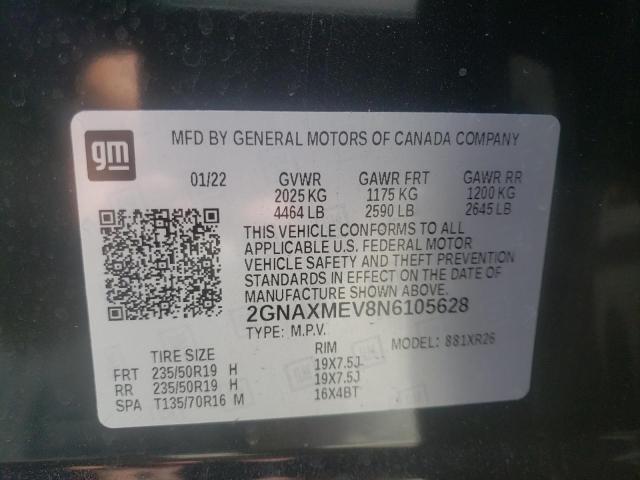 gm
MFD BY GENERAL MOTORS OF CANADA COMPANY
01/22 GVWR GAWR FRT GAWR RR
2025 KG 1175 KG 1200 KG
4464 LB 2590 LB 2645 LB
THIS VEHICLE CONFORMS TO ALL
APPLICABLE U.S. FEDERAL MOTOR
VEHICLE SAFETY AND THEFT PREVENTION
STANDARDS IN EFFECT ON THE DATE OF
MANUFACTURE SHOWN ABOVE.
2GNAXMEV8N6105628
TYPE: M.P.V. MODEL: 881XR26
TIRE SIZE RIM
FRT 235/50R19 H 19X7.5J
RR 235/50R19 H 19X7.5J
SPA T135/70R16 M 16X4BT